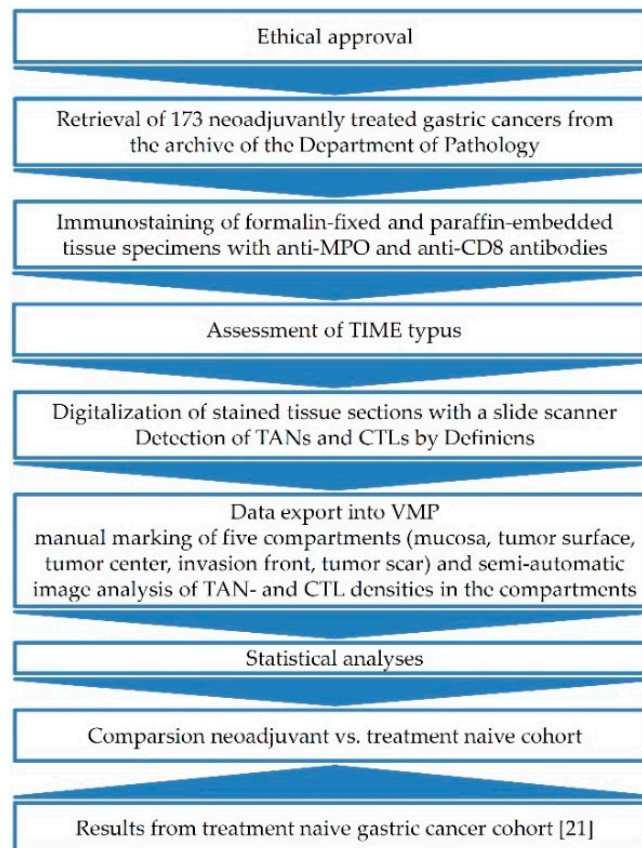 Ethical approval
Retrieval of 173 neoadjuvantly treated gastric cancers from
the archive of the Department of Pathology
Immunostaining of formalin-fixed and paraffin-embedded
tissue specimens with anti-MPO and anti-CD8 antibodies
Assessment of TIME typus
Digitalization of stained tissue sections with a slide scanner
Detection of TANs and CTLs by Definiens
Data export into VMP
manual marking of five compartments (mucosa, tumor surface,
tumor center, invasion front, tumor scar) and semi-automatic
image analysis of TAN- and CTL densities in the compartments
Statistical analyses
Comparsion neoadjuvant vs. treatment naive cohort
Results from treatment naive gastric cancer cohort [21]